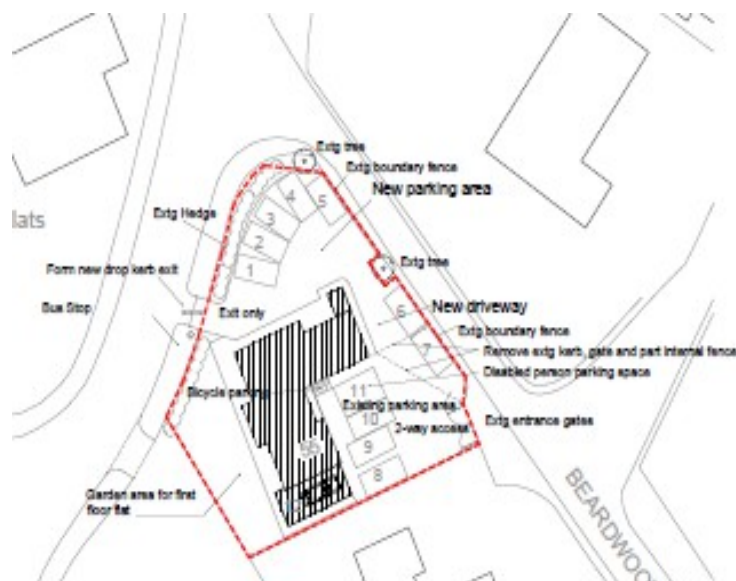 Extg tree
Extg boundary fence
New parking area
4
5
3
2
1
Extg Hedge
lats
Form new drop kerb exit
Extg tree
Bus Stop
Exit only
6
New driveway
Extg boundary fence
7
Remove extg kerb, gate and part internal fence
Disabled person parking space
Bicycle parking
11
Existing parking area
10
2-way access
Extg entrance gates
9
55
8
Garden area for first
floor flat
BEARDWOO